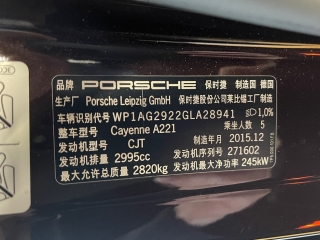 品牌 PORSCHE 保时捷 制造国 德国
生产厂 Porsche Leipzig GmbH 保时捷股份公司莱比锡工厂制造
车辆识别代号 WP1AG2922GLA28941
整车型号 Cayenne A221 乘坐人数 5
发动机型号 CJT 制造年月 2015.12
发动机排量 2995cc 发动机序列号 271602
最大允许总质量 2820kg 发动机最大净功率 245kW